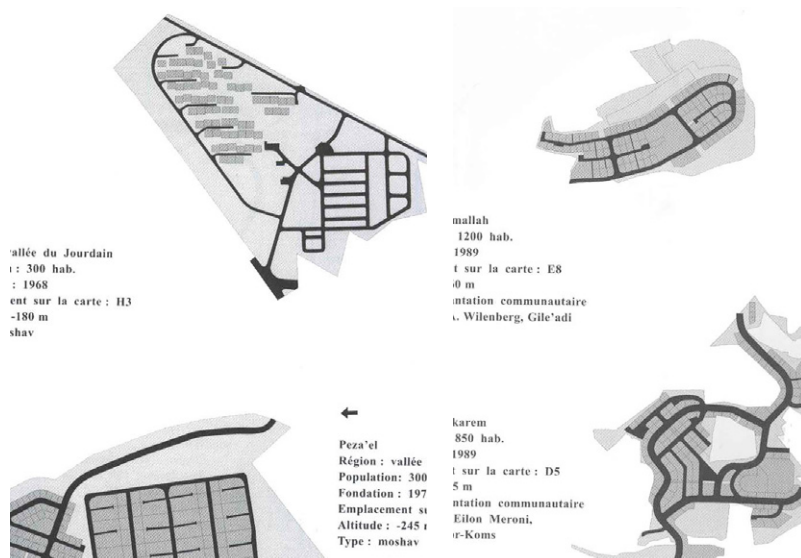 vallée du Jourdain
: 300 hab.
: 1968
ent sur la carte : H3
-180 m
shav
mallah
1200 hab.
1989
t sur la carte : E8
0 m
ntation communautaire
A. Wilenberg, Gile'adi
Peza'el
Région : vallée
Population: 300
Fondation : 197
Emplacement su
Altitude : -245
Type : moshav
karem
850 hab.
1989
t sur la carte : D5
5 m
ntation communautaire
Eilon Meroni,
r-Koms